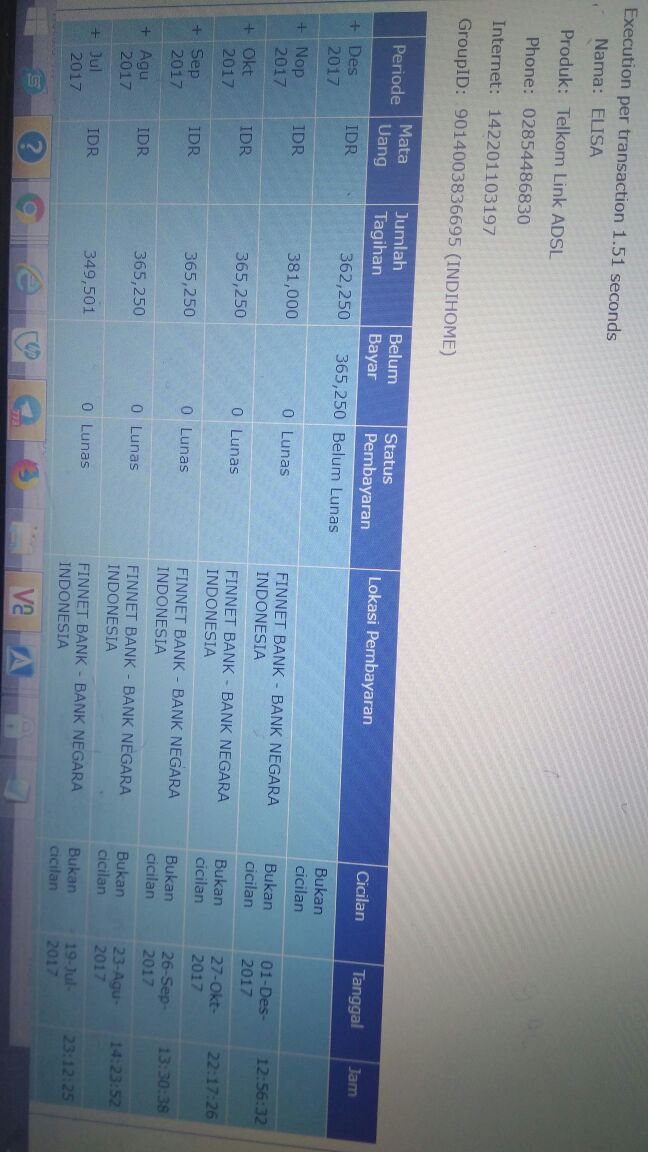 Execution per transaction 1.51 seconds
Nama: ELISA
Produk: Telkom Link ADSL
Phone: 02854486830
Internet: 142201103197
GroupID: 9014003836695 (INDIHOME)
Periode Mata Uang Jumlah Tagihan Belum Bayar Status Pembayaran Lokasi Pembayaran Cicilan Tanggal Jam
+ Des 2017 IDR 362,250 365,250 Belum Lunas Bukan cicilan
+ Nop 2017 IDR 381,000 0 Lunas FINNET BANK - BANK NEGARA INDONESIA Bukan cicilan 01-Des-2017 12:56:32
+ Okt 2017 IDR 365,250 0 Lunas FINNET BANK - BANK NEGARA INDONESIA Bukan cicilan 27-Okt-2017 22:17:26
+ Sep 2017 IDR 365,250 0 Lunas FINNET BANK - BANK NEGARA INDONESIA Bukan cicilan 26-Sep-2017 13:30:38
+ Agu 2017 IDR 365,250 0 Lunas FINNET BANK - BANK NEGARA INDONESIA Bukan cicilan 23-Agu-2017 14:23:52
+ Jul 2017 IDR 349,501 0 Lunas FINNET BANK - BANK NEGARA INDONESIA Bukan cicilan 19-Jul-2017 23:12:25